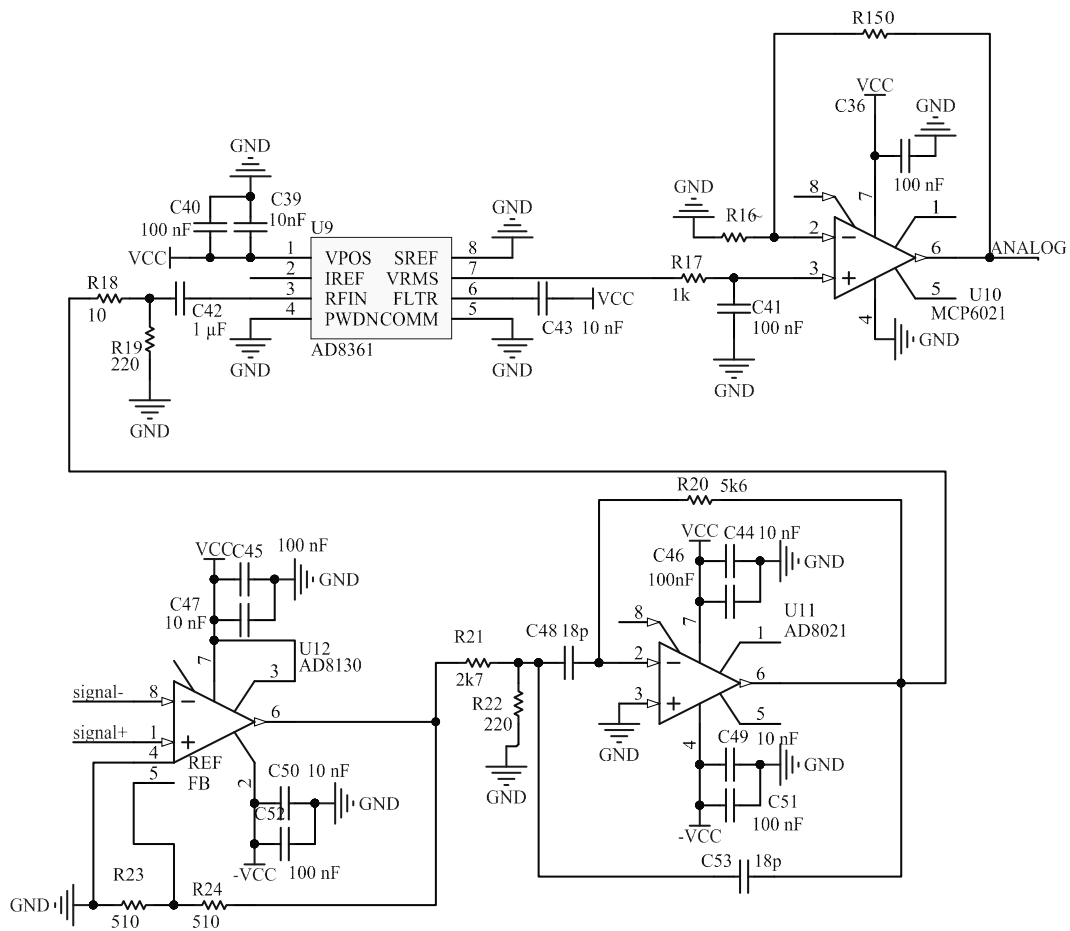 R150
VCC
C36
GND
100 nF
7
8
1
GND
R16~
2
6
ANALOG
3
5
U10
MCP6021
4
GND
GND
C40
C39
100 nF
10nF
U9
VCC
1
VPOS
SREF
8
GND
2
IREF
VRMS
7
R17
1k
3
RFIN
FLTR
6
4
PWDN
COMM
5
C43
10 nF
VCC
C41
100 nF
GND
R18
10
C42
1 µF
R19
220
GND
GND
AD8361
GND
R20
5k6
VCC
C45
100 nF
GND
C47
10 nF
7
U12
AD8130
3
signal-
8
signal+
1
4
REF
5
FB
6
2
C50
10 nF
GND
C52
-VCC
100 nF
R23
510
R24
510
GND
R21
2k7
R22
220
GND
C48
18p
VCC
C44
10 nF
C46
100nF
GND
7
U11
AD8021
8
1
2
6
3
5
GND
4
C49
10 nF
GND
C51
100 nF
-VCC
C53
18p